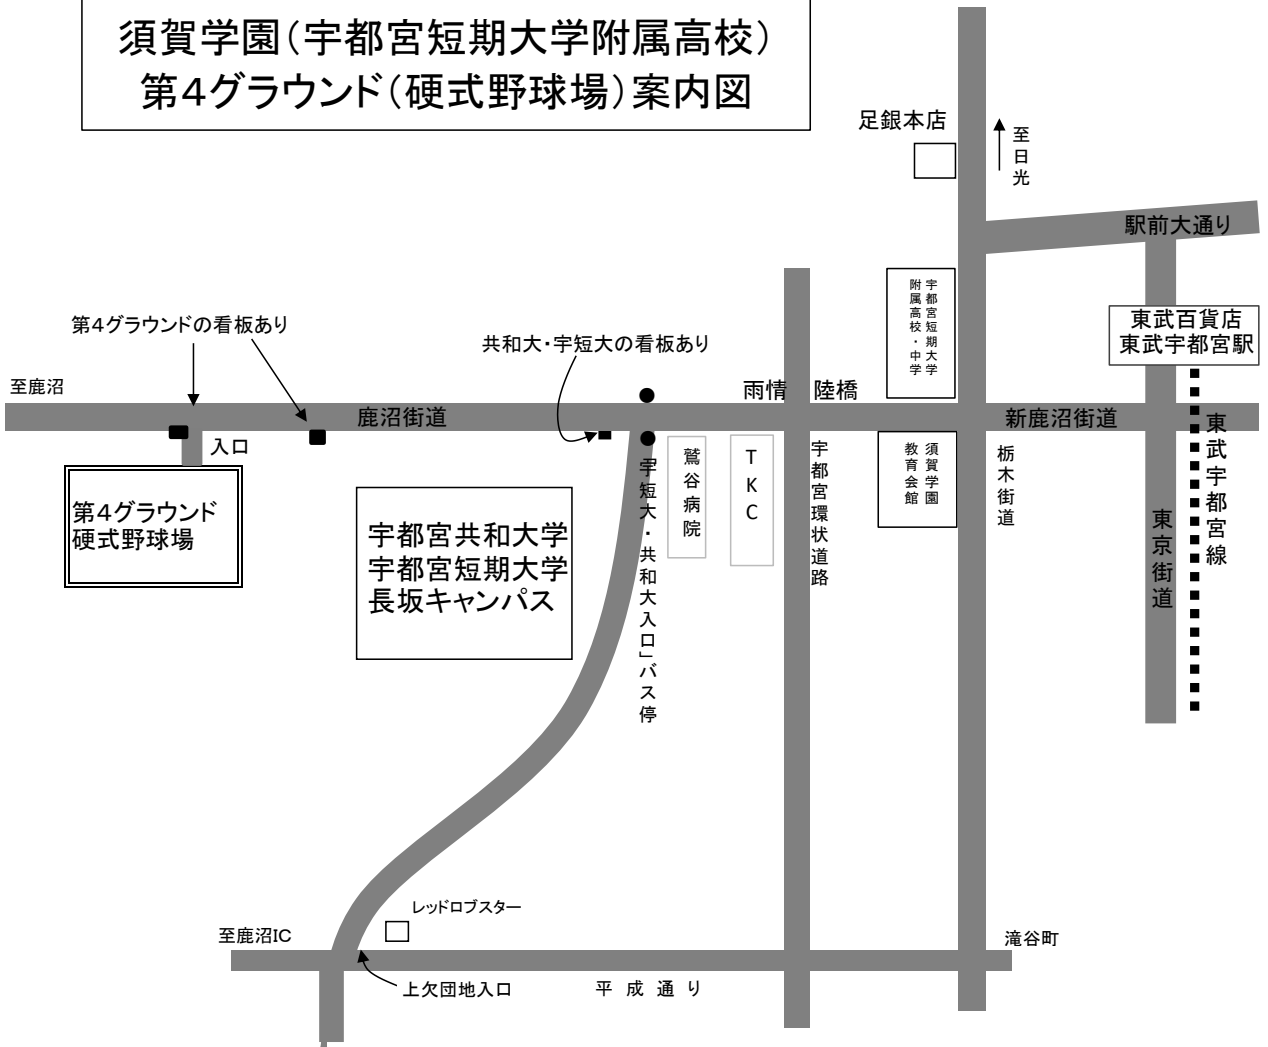 須賀学園(宇都宮短期大学附属高校)
第4グラウンド(硬式野球場)案内図
足銀本店
至日光
駅前大通り
宇都宮短期大学
附属高校・中学
東武百貨店
東武宇都宮駅
第4グラウンドの看板あり
共和大・宇短大の看板あり
至鹿沼
雨情 陸橋
鹿沼街道
新鹿沼街道
入口
第4グラウンド
硬式野球場
宇都宮共和大学
宇都宮短期大学
長坂キャンパス
「宇短大・共和大入口」バス停
鷲谷病院
TKC
宇都宮環状道路
須賀学園
教育会館
栃木街道
東京街道
東武宇都宮線
レッドロブスター
至鹿沼IC
滝谷町
上欠団地入口
平成通り